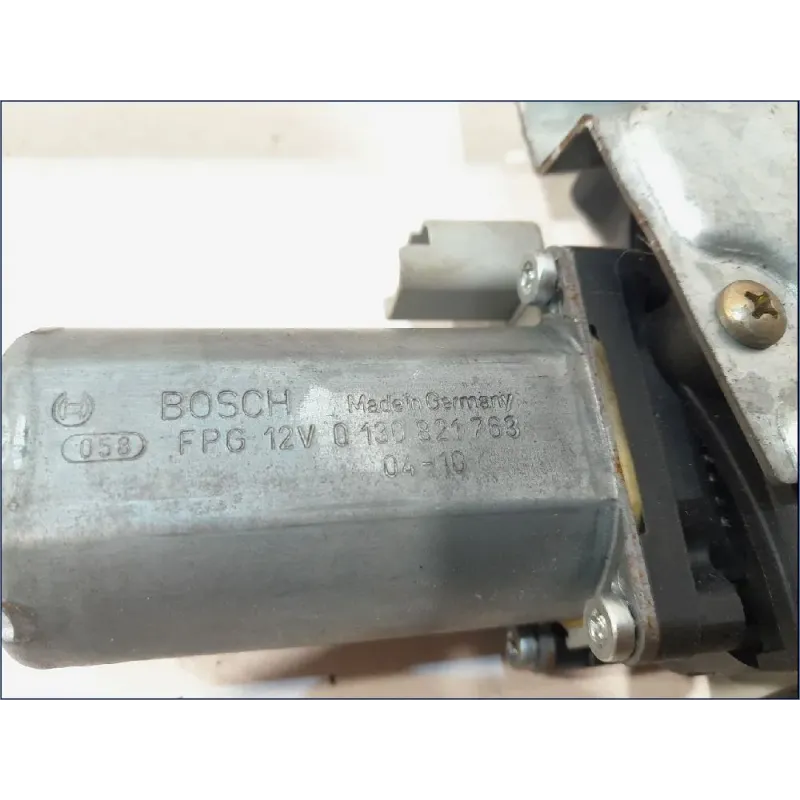 BOSCH Made in Germany
058 FPG 12V 0 130 821 763
04-10